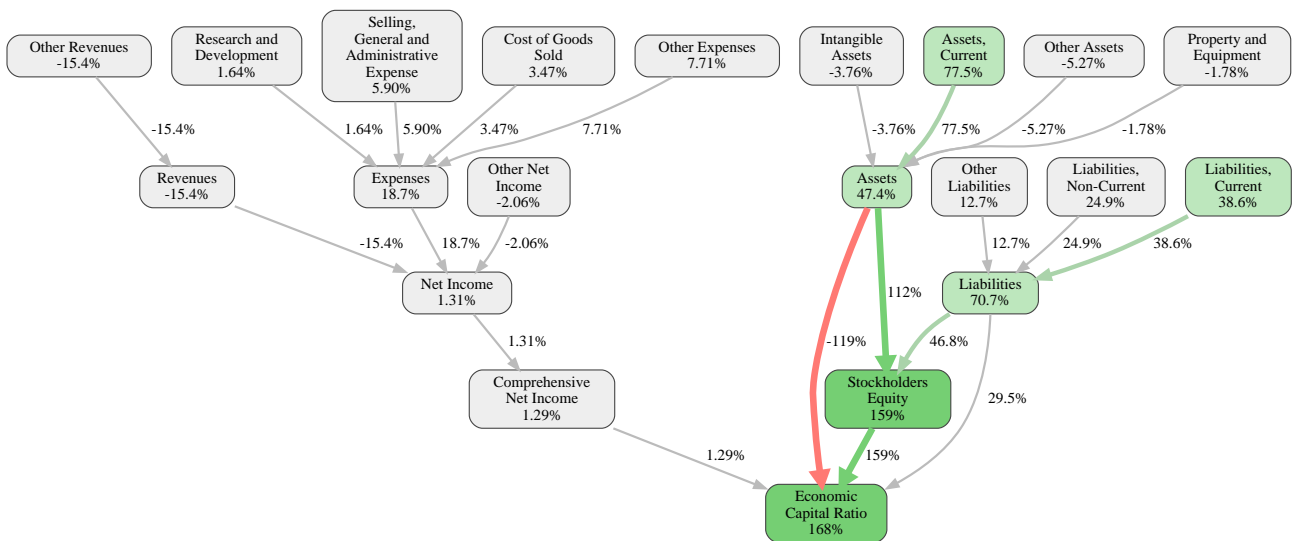 Other Revenues
-15.4%
Research and
Development
1.64%
Selling,
General and
Administrative
Expense
5.90%
Cost of Goods
Sold
3.47%
Other Expenses
7.71%
Intangible
Assets
-3.76%
Assets,
Current
77.5%
Other Assets
-5.27%
Property and
Equipment
-1.78%
-15.4%
1.64%
5.90%
3.47%
7.71%
-3.76%
77.5%
-5.27%
-1.78%
Revenues
-15.4%
Expenses
18.7%
Other Net
Income
-2.06%
Assets
47.4%
Other
Liabilities
12.7%
Liabilities,
Non-Current
24.9%
Liabilities,
Current
38.6%
-15.4%
18.7%
-2.06%
12.7%
24.9%
38.6%
Net Income
1.31%
112%
Liabilities
70.7%
1.31%
-119%
46.8%
Comprehensive
Net Income
1.29%
Stockholders
Equity
159%
29.5%
1.29%
159%
Economic
Capital Ratio
168%